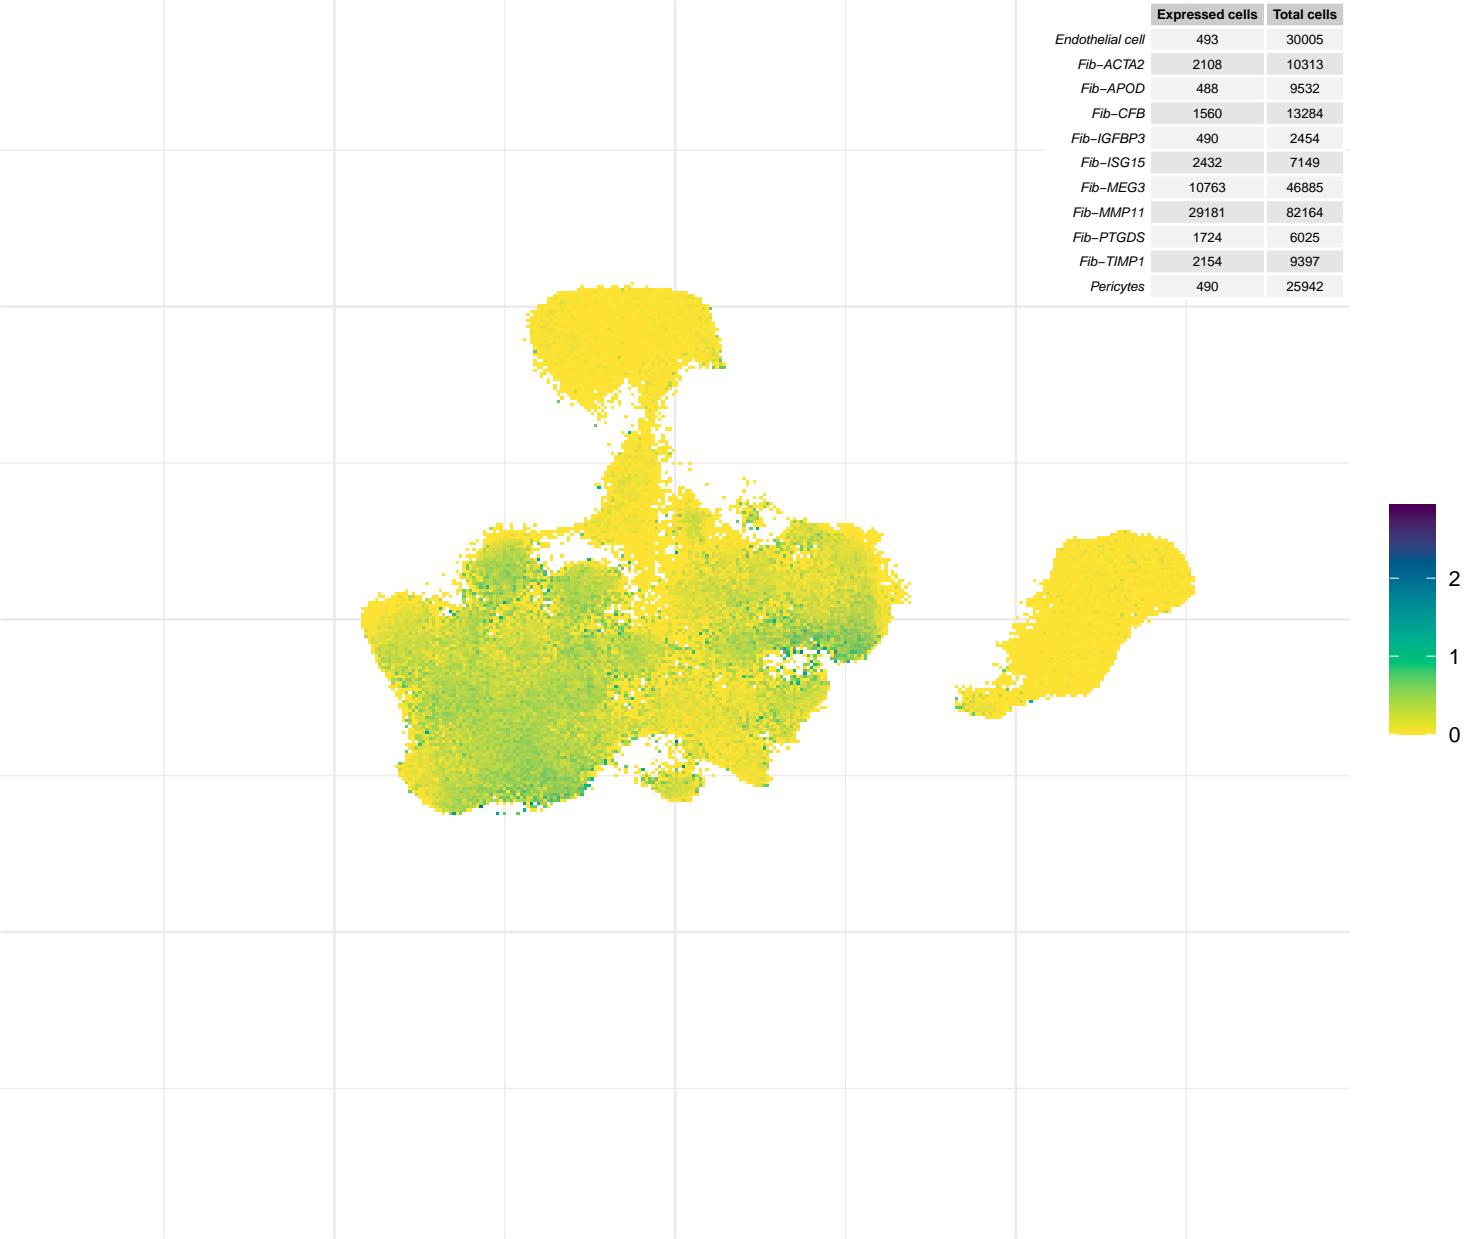 Expressed cells Total cells
Endothelial cell 493 30005
Fib−ACTA2 2108 10313
Fib−APOD 488 9532
Fib−CFB 1560 13284
Fib−IGFBP3 490 2454
Fib−ISG15 2432 7149
Fib−MEG3 10763 46885
Fib−MMP11 29181 82164
Fib−PTGDS 1724 6025
Fib−TIMP1 2154 9397
Pericytes 490 25942
2
1
0